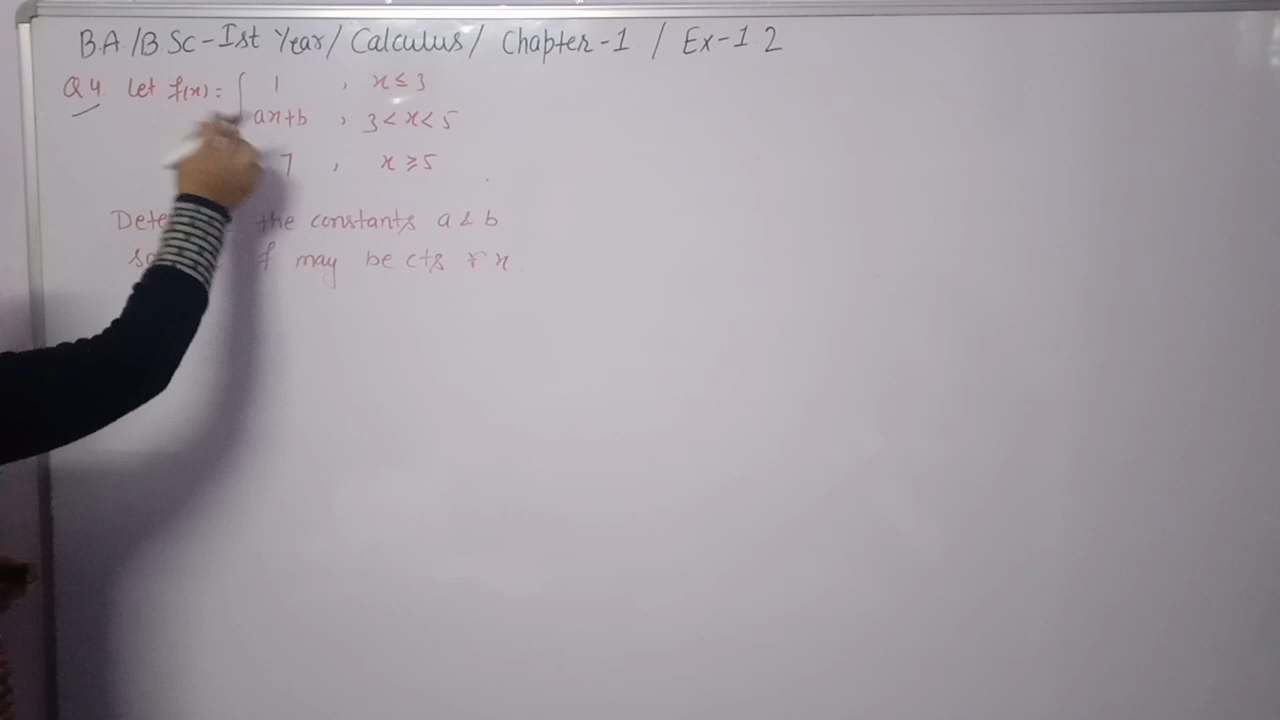 B.A/B.Sc-Ist Year/Calculus/ Chapter-1 / Ex-1.2
Q4 Let f(x) = { 1 , x ≤ 3
ax+b , 3 < x < 5
7 , x ≥ 5
the constants a & b
f may be cts ∀ x